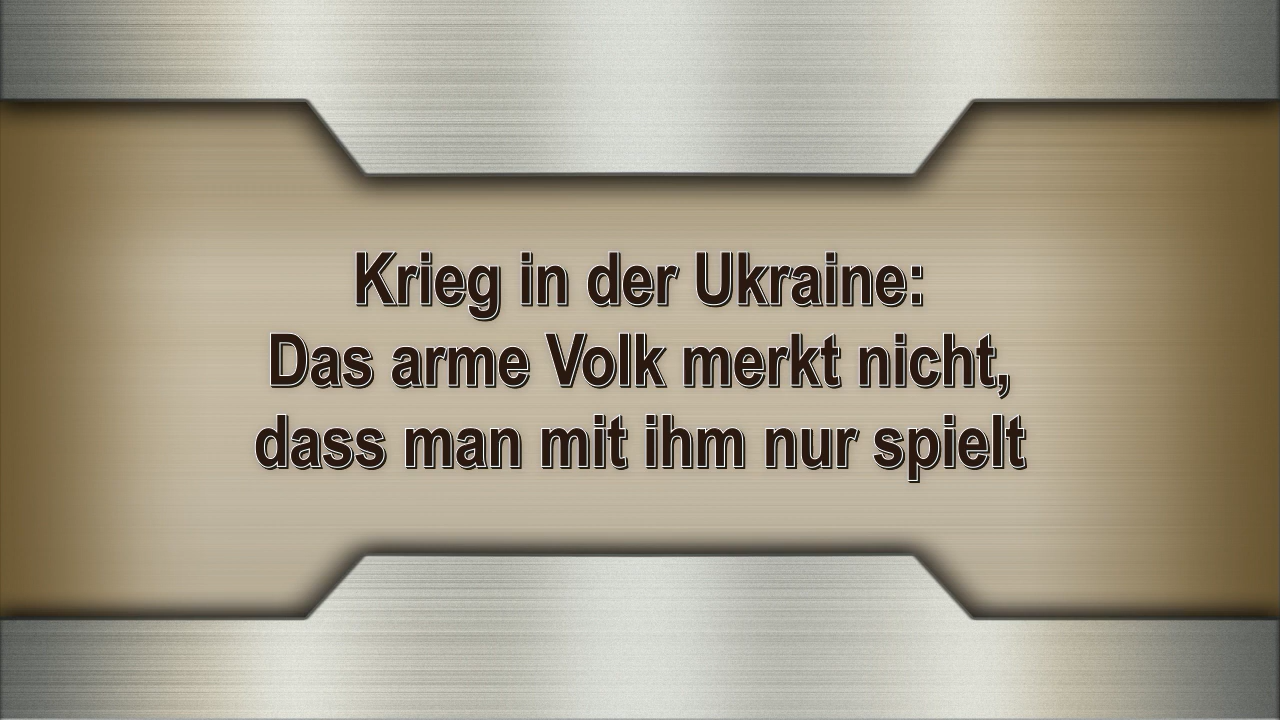 Krieg in der Ukraine:
Das arme Volk merkt nicht,
dass man mit ihm nur spielt